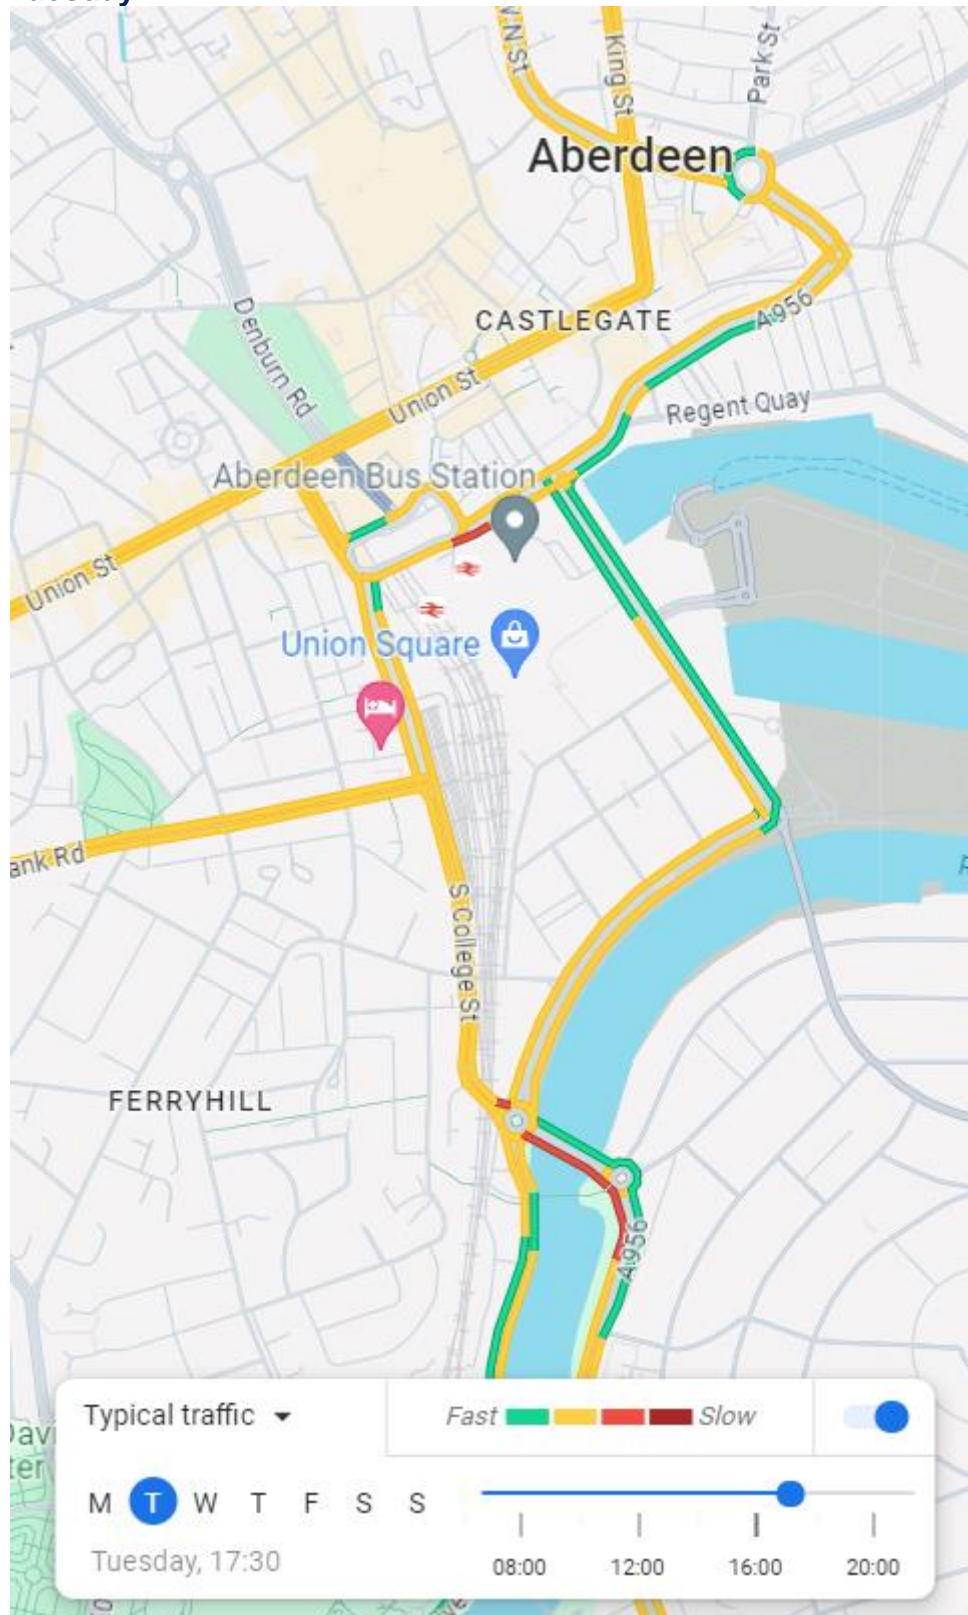 W N St
King St
Park St
Aberdeen
CASTLEGATE
A956
Denburn Rd
Union St
Regent Quay
Aberdeen Bus Station
Union St
Union Square
ank Rd
S College St
FERRYHILL
A956
Typical traffic
Fast
Slow
M T W T F S S
Tuesday, 17:30
08:00 12:00 16:00 20:00